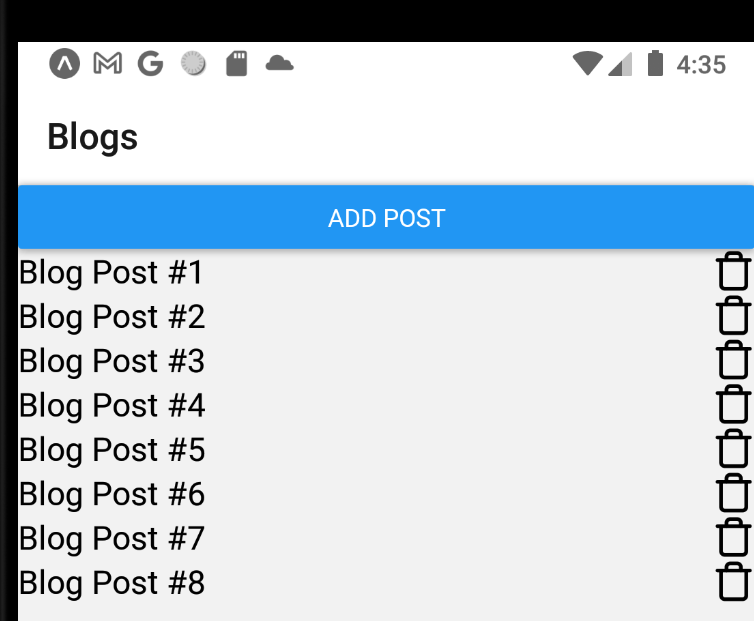 4:35
Blogs
ADD POST
Blog Post #1
Blog Post #2
Blog Post #3
Blog Post #4
Blog Post #5
Blog Post #6
Blog Post #7
Blog Post #8